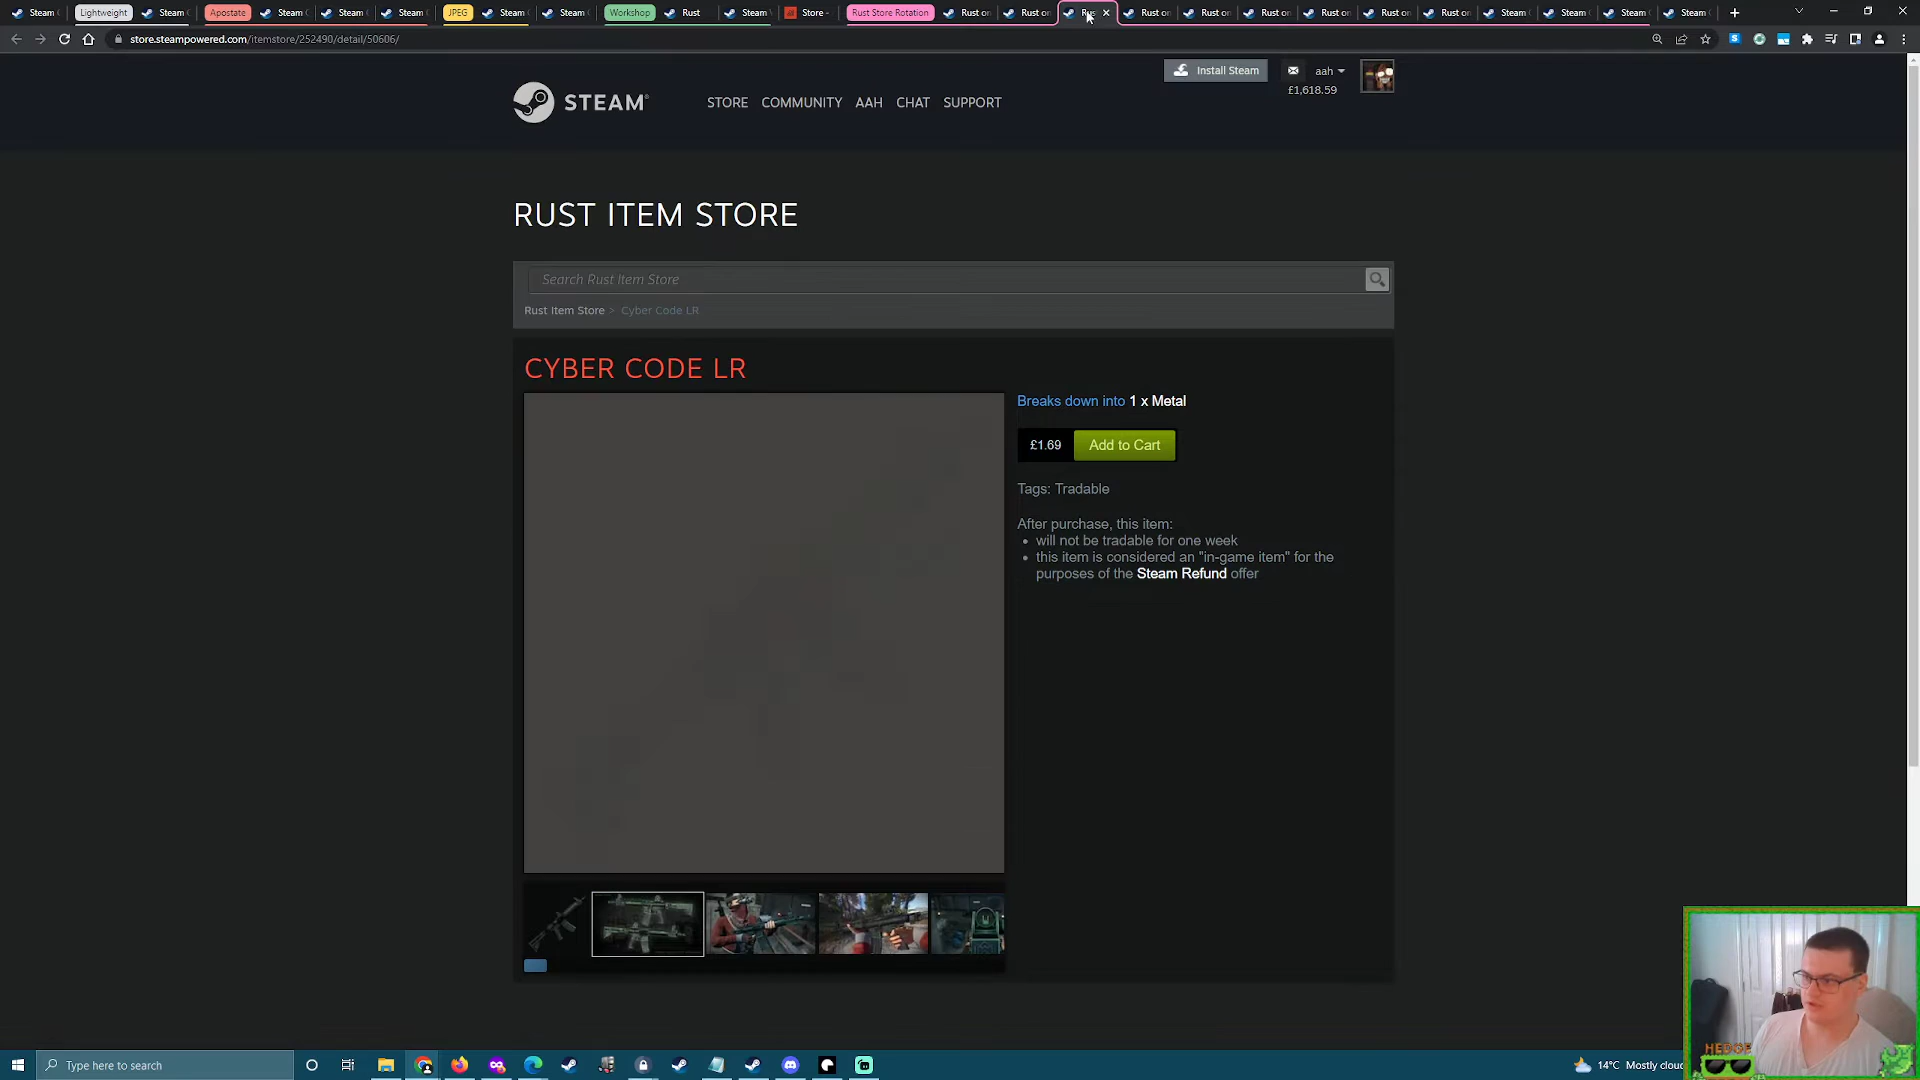 Steam
Lightweight
Steam
Apostate
Steam
Steam
Steam
JPEG
Steam
Steam
Workshop
Rust
Steam
Store -
Rust Store Rotation
Rust on
Rust on
Rust on
Rust on
Rust on
Rust on
Rust on
Rust on
Steam
Steam
Steam
Steam
store.steampowered.com/itemstore/252490/detail/50606/
Install Steam
aah
£1,618.59
STEAM
STORE COMMUNITY AAH CHAT SUPPORT
RUST ITEM STORE
Search Rust Item Store
Rust Item Store > Cyber Code LR
CYBER CODE LR
Breaks down into 1 x Metal
£1.69 Add to Cart
Tags: Tradable
After purchase, this item:
will not be tradable for one week
this item is considered an "in-game item" for the
purposes of the Steam Refund offer
Type here to search
14°C Mostly cloud
HEDGE